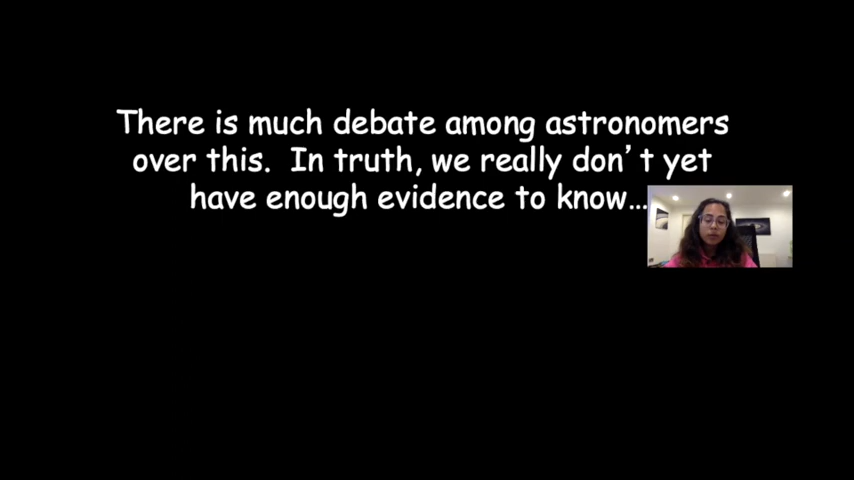 There is much debate among astronomers
over this.  In truth, we really don’t yet
have enough evidence to know...